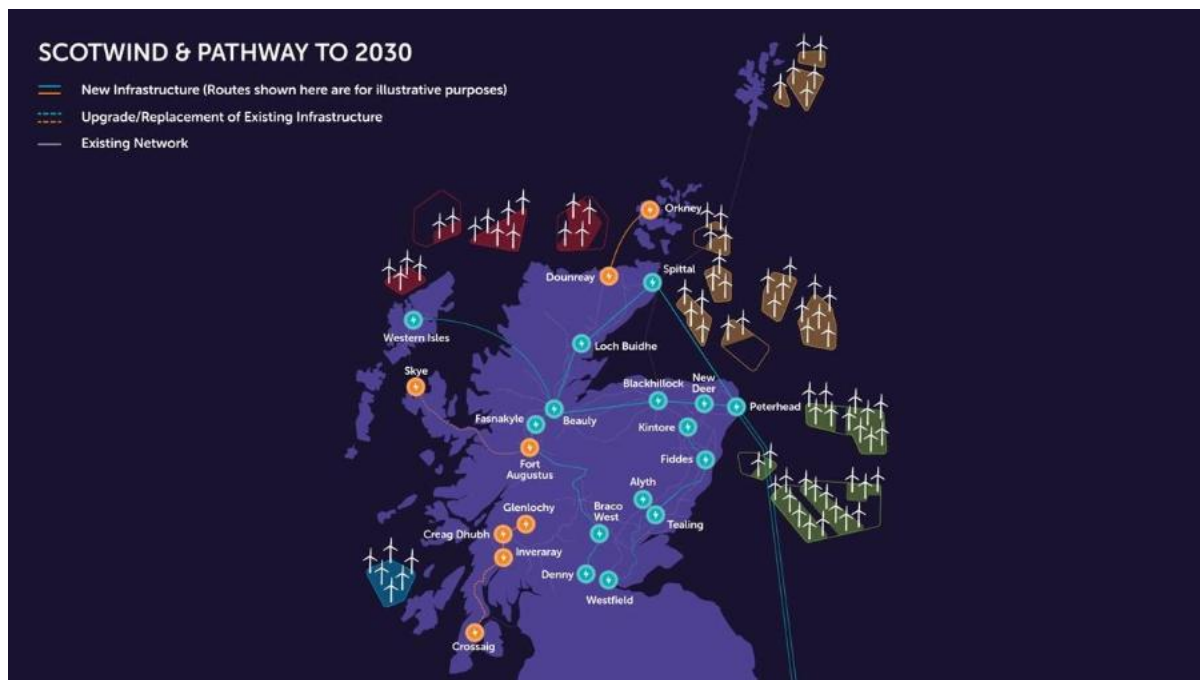 SCOTWIND & PATHWAY TO 2030
New Infrastructure (Routes shown here are for illustrative purposes)
Upgrade/Replacement of Existing Infrastructure
Existing Network
Orkney
Dounreay
Spittal
Western Isles
Loch Buidhe
Skye
Blackhillock
New
Deer
Peterhead
Fasnakyle
Beauly
Kintore
Fort
Augustus
Fiddes
Alyth
Glenlochy
Braco
West
Tealing
Creag Dhubh
Inveraray
Denny
Westfield
Crossaig